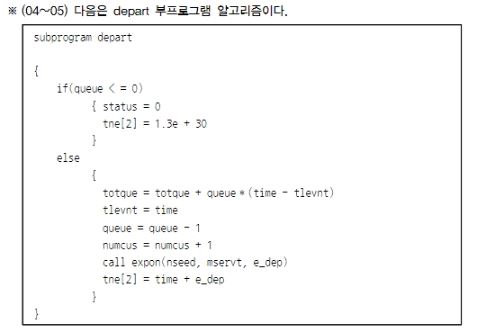 ※ (04～05) 다음은 depart 부프로그램 알고리즘이다.
subprogram depart
{
if(queue < = 0)
{ status = 0
tne[2] = 1.3e + 30
}
else
{
totque = totque + queue * (time - tlevnt)
tlevnt = time
queue = queue - 1
numcus = numcus + 1
call expon(nseed, mservt, e_dep)
tne[2] = time + e_dep
}
}